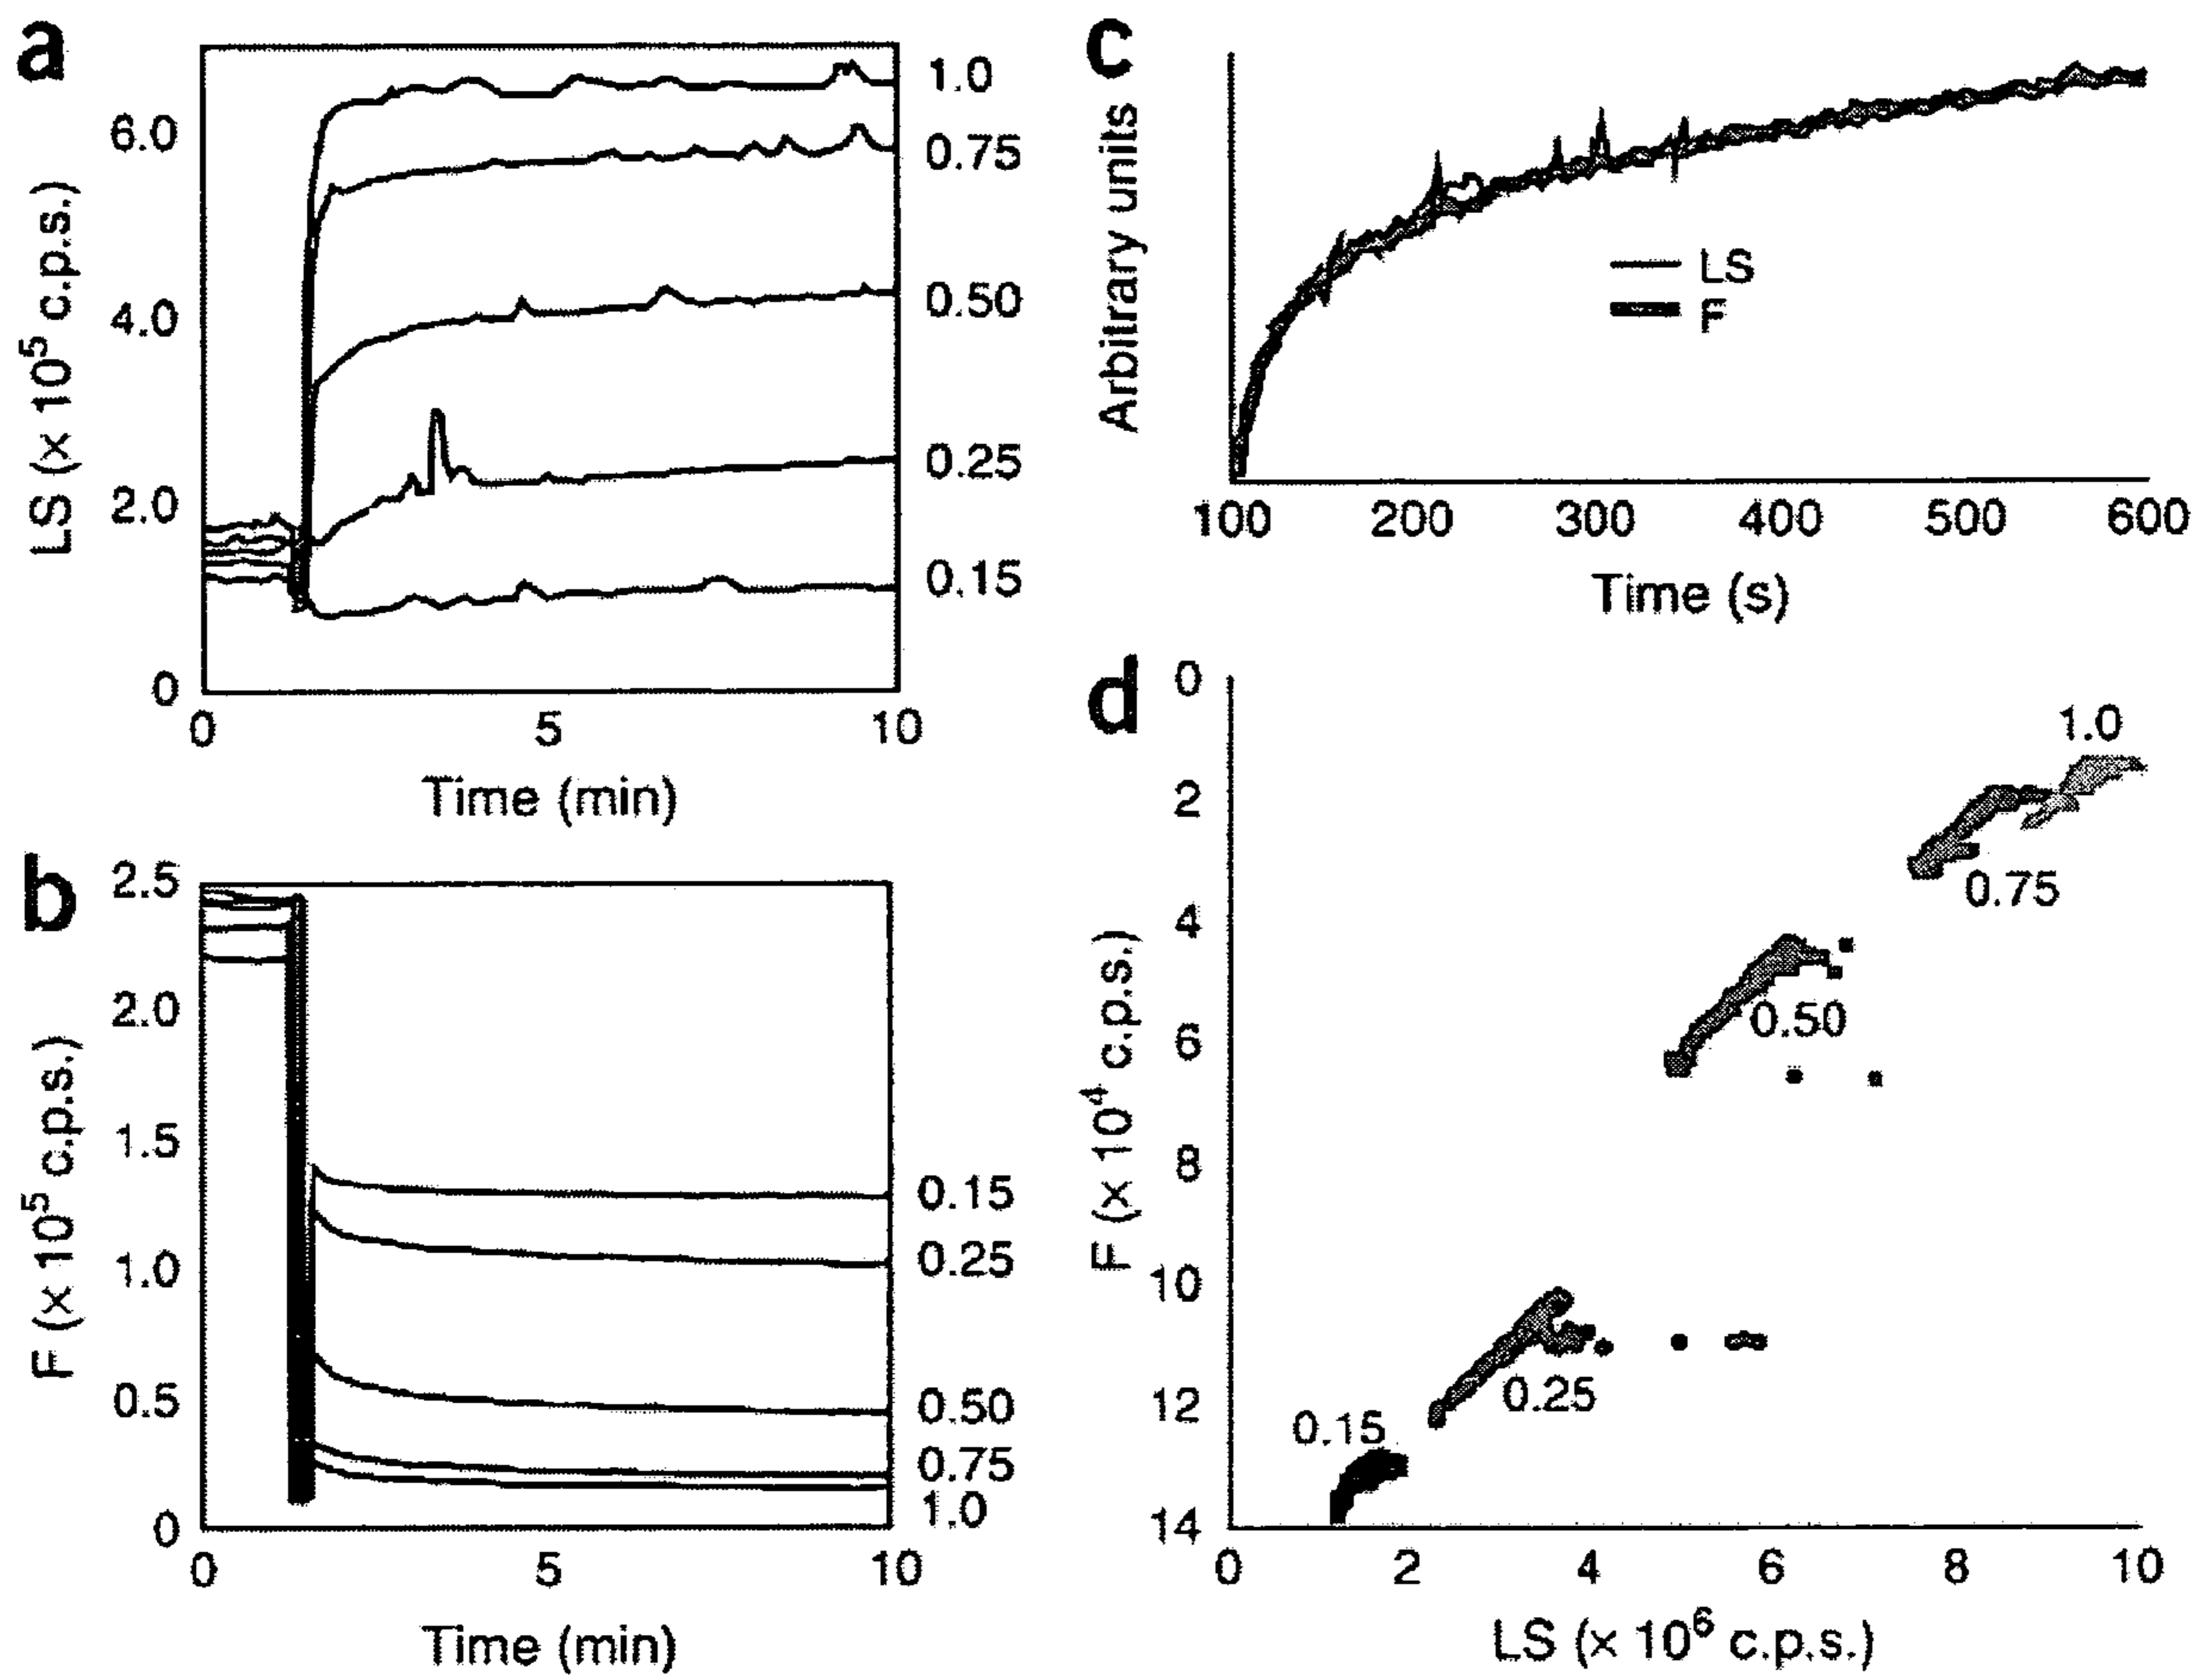 a
LS (x 10⁵ c.p.s.)
6.0
4.0
2.0
0
1.0
0.75
0.50
0.25
0.15
0 5 10
Time (min)
b
F (x 10⁵ c.p.s.)
2.5
2.0
1.5
1.0
0.5
0
0.15
0.25
0.50
0.75
1.0
0 5 10
Time (min)
c
Arbitrary units
LS
F
100 200 300 400 500 600
Time (s)
d
F (x 10⁴ c.p.s.)
0
2
4
6
8
10
12
14
1.0
0.75
0.50
0.25
0.15
0 2 4 6 8 10
LS (x 10⁶ c.p.s.)